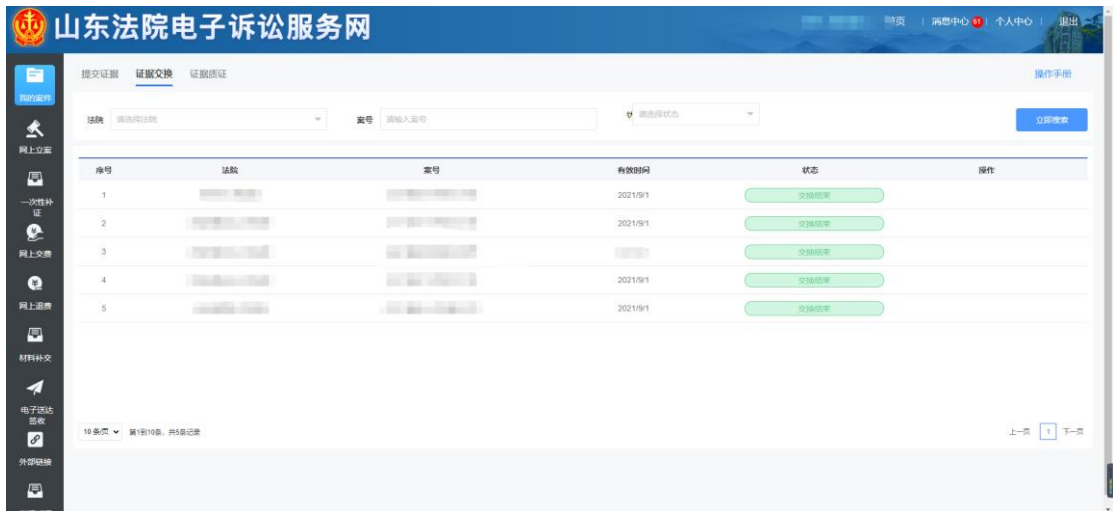 山东法院电子诉讼服务网
页 | 消息中心 61 | 个人中心 | 退出
我的案件
网上立案
一次性补
证
网上交费
网上退费
材料补交
电子送达
签收
外部链接
提交证据 证据交换 证据质证 操作手册
法院 请选择法院 案号 请输入案号 请选择状态 立即搜索
序号 法院 案号 有效时间 状态 操作
1 2021/9/1 交换结束
2 2021/9/1 交换结束
3 交换结束
4 2021/9/1 交换结束
5 2021/9/1 交换结束
10 条/页 第1到10条, 共5条记录 上一页 1 下一页